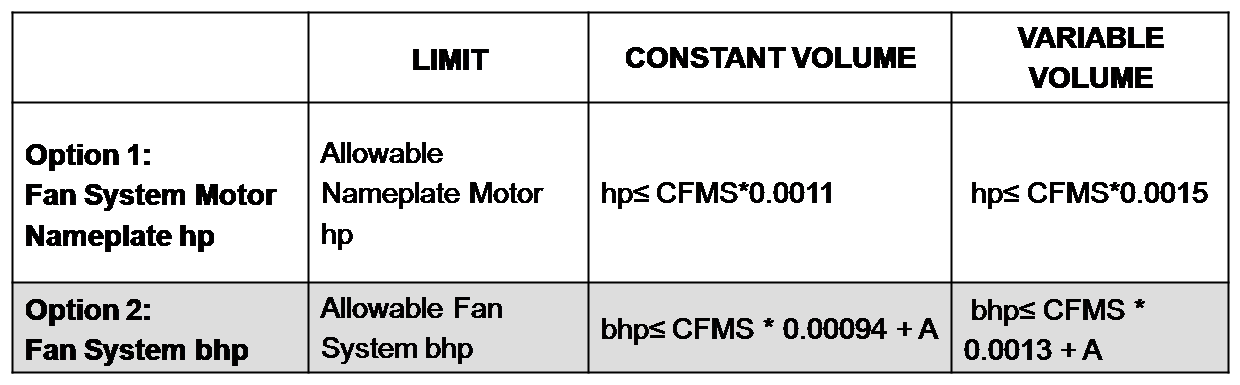 LIMIT
CONSTANT VOLUME
VARIABLE
VOLUME
Option 1:
Fan System Motor
Nameplate hp
Allowable
Nameplate Motor
hp
hp≤ CFMS*0.0011
hp≤ CFMS*0.0015
Option 2:
Fan System bhp
Allowable Fan
System bhp
bhp≤ CFMS * 0.00094 + A
bhp≤ CFMS *
0.0013 + A